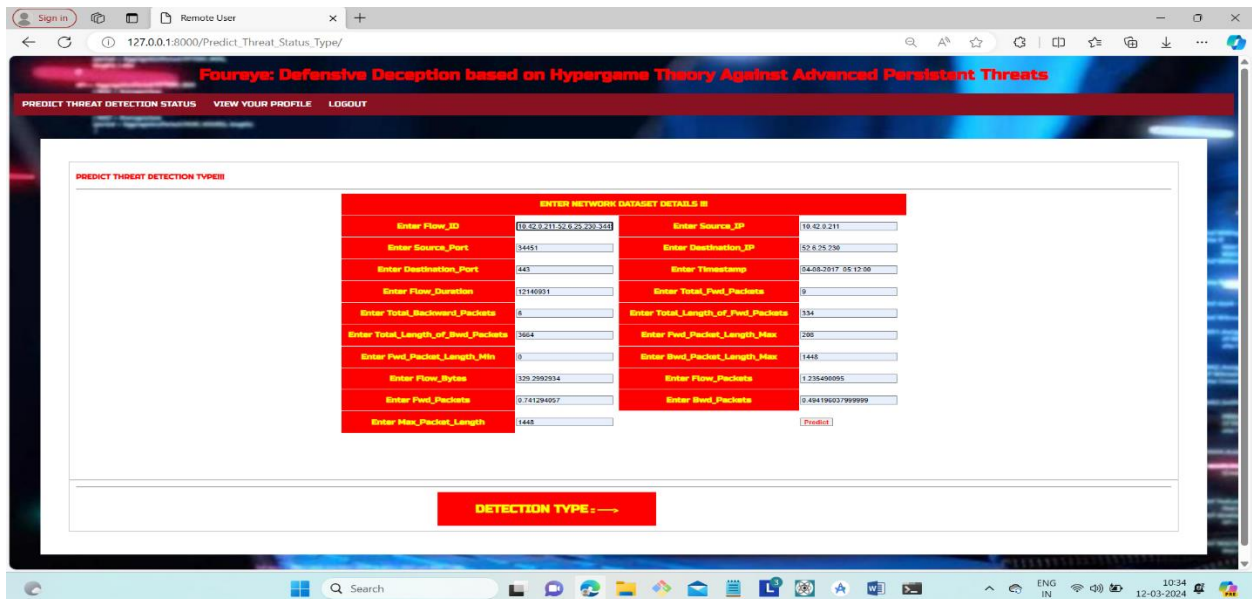 Sign in
Remote User
127.0.0.1:8000/Predict_Threat_Status_Type/
Foureye: Defensive Deception based on Hypergame Theory Against Advanced Persistent Threats
PREDICT THREAT DETECTION STATUS VIEW YOUR PROFILE LOGOUT
PREDICT THREAT DETECTION TYPE!!!
ENTER NETWORK DATASET DETAILS !!!
Enter Flow_ID 10.42.0.211-52.6.25.230-344 Enter Source_IP 10.42.0.211
Enter Source_Port 34451 Enter Destination_IP 52.6.25.230
Enter Destination_Port 443 Enter Timestamp 04-08-2017 05:12:00
Enter Flow_Duration 12140931 Enter Total_Fwd_Packets 9
Enter Total_Backward_Packets 6 Enter Total_Length_of_Fwd_Packets 334
Enter Total_Length_of_Bwd_Packets 3664 Enter Fwd_Packet_Length_Max 208
Enter Fwd_Packet_Length_Min 0 Enter Bwd_Packet_Length_Max 1448
Enter Flow_Bytes 329.2992934 Enter Flow_Packets 1.235490095
Enter Fwd_Packets 0.741294057 Enter Bwd_Packets 0.494196037999999
Enter Max_Packet_Length 1448 Predict
DETECTION TYPE :
Search
ENG
IN
10:34
12-03-2024